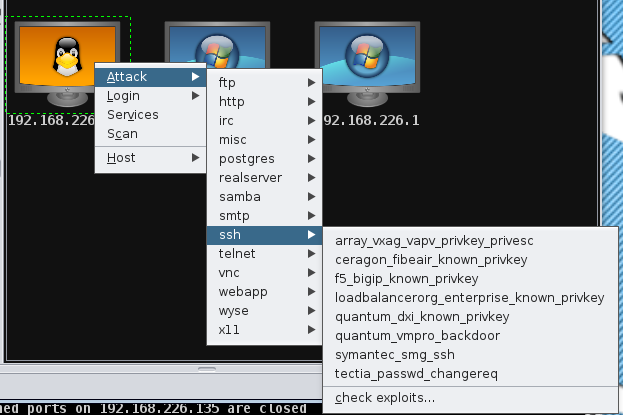 192.168.226
92.168.226.1
Attack
Login
Services
Scan
Host
ftp
http
irc
misc
postgres
realserver
samba
smtp
ssh
telnet
vnc
webapp
wyse
x11
array_vxag_vapv_privkey_privesc
ceragon_fibeair_known_privkey
f5_bigip_known_privkey
loadbalancerorg_enterprise_known_privkey
quantum_dxi_known_privkey
quantum_vmpro_backdoor
symantec_smg_ssh
tectia_passwd_changereq
check exploits...
ned ports on 192.168.226.135 are closed